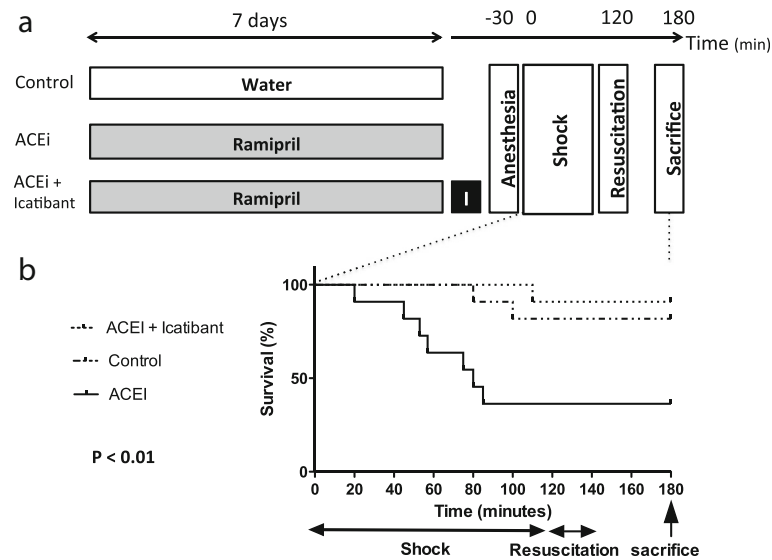 a
7 days
-30 0 120 180
Time (min)
Control
Water
ACEi
Ramipril
ACEi +
Icatibant
Ramipril
I
Anesthesia
Shock
Resuscitation
Sacrifice
b
ACEI + Icatibant
Control
ACEI
P < 0.01
Survival (%)
100
50
0
0 20 40 60 80 100 120 140 160 180
Time (minutes)
Shock
Resuscitation
sacrifice